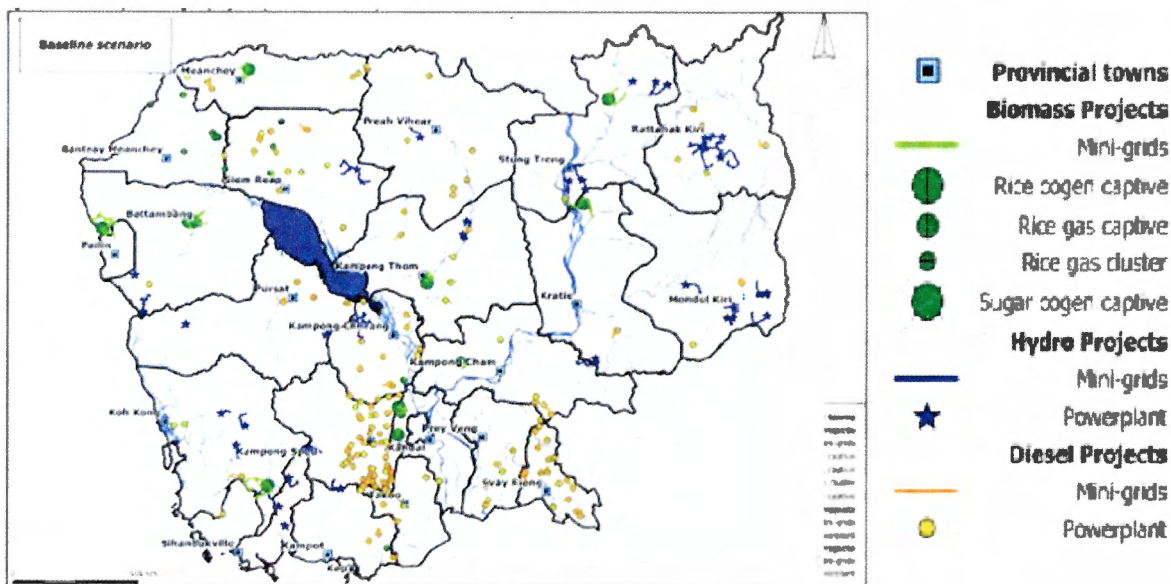 Baseline scenario
Meanchey
Preah Vihear
Rattanak Kiri
Banteay Meanchey
Stung Treng
Siem Reap
Battambang
Pailin
Kampong Thom
Pursat
Kratie
Mondul Kiri
Kampong Chhnang
Kampong Cham
Koh Kong
Prey Veng
Kandal
Kampong Speu
Svay Rieng
Takeo
Sihanoukville
Kampot
Provincial towns
Biomass Projects
Mini-grids
Rice cogen captive
Rice gas captive
Rice gas cluster
Sugar cogen captive
Hydro Projects
Mini-grids
Powerplant
Diesel Projects
Mini-grids
Powerplant